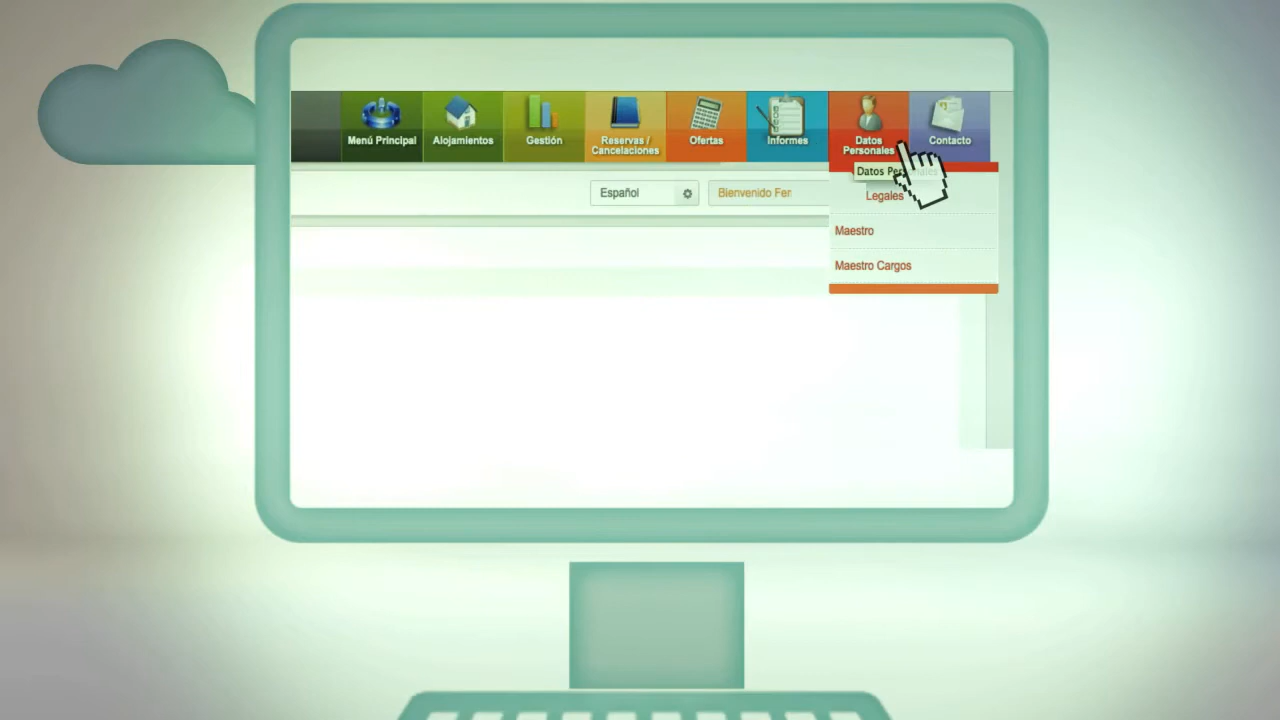 Menú Principal
Alojamientos
Gestión
Reservas /
Cancelaciones
Ofertas
Informes
Datos
Personales
Contacto
Datos Personales
Español
Bienvenido Fer
Legales
Maestro
Maestro Cargos